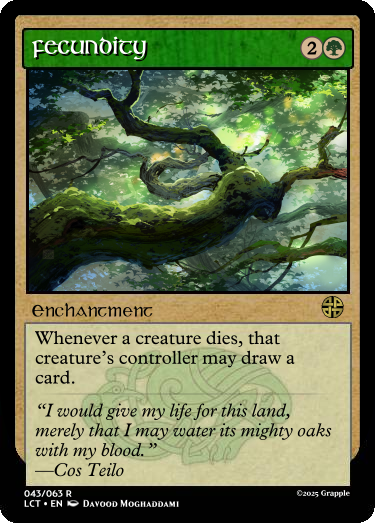 Fecundity 2
Enchantment
Whenever a creature dies, that
creature's controller may draw a
card.
"I would give my life for this land,
merely that I may water its mighty oaks
with my blood."
—Cos Teilo
043/063 R
©2025 Grapple
LCT • EN Davood Moghaddami